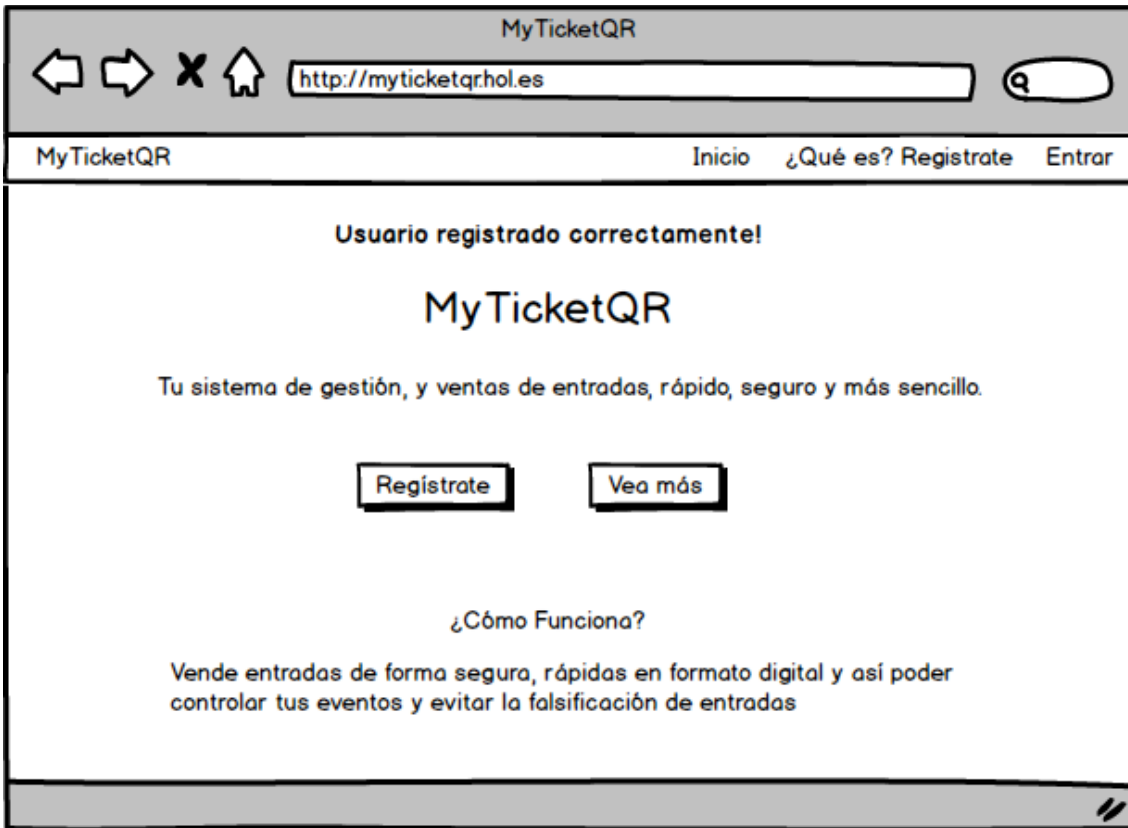 MyTicketQR
http://myticketqr.hol.es
MyTicketQR Inicio ¿Qué es? Registrate Entrar
Usuario registrado correctamente!
MyTicketQR
Tu sistema de gestión, y ventas de entradas, rápido, seguro y más sencillo.
Regístrate Vea más
¿Cómo Funciona?
Vende entradas de forma segura, rápidas en formato digital y así poder
controlar tus eventos y evitar la falsificación de entradas